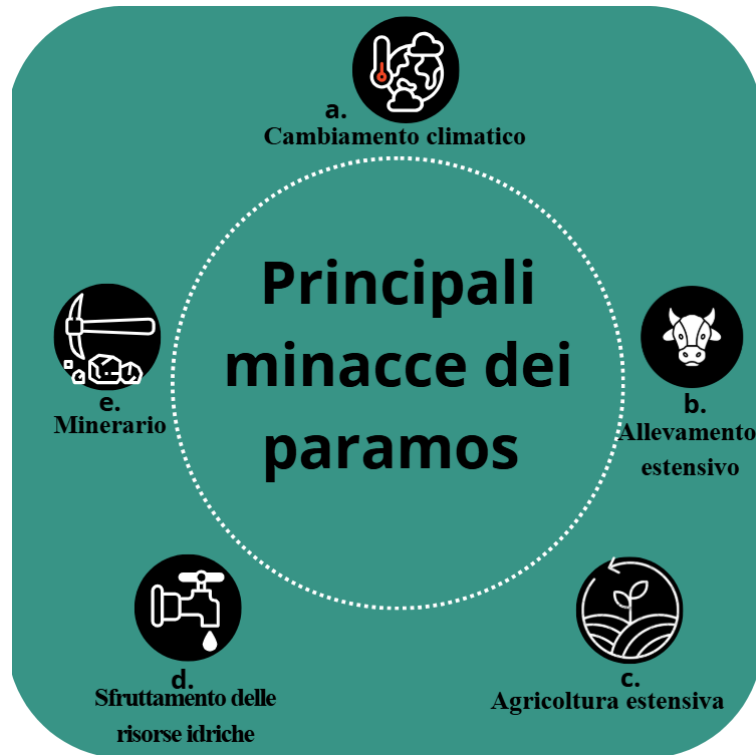 a.
Cambiamento climatico
Principali
minacce dei
paramos
b.
Allevamento
estensivo
c.
Agricoltura estensiva
d.
Sfruttamento delle
risorse idriche
e.
Minerario